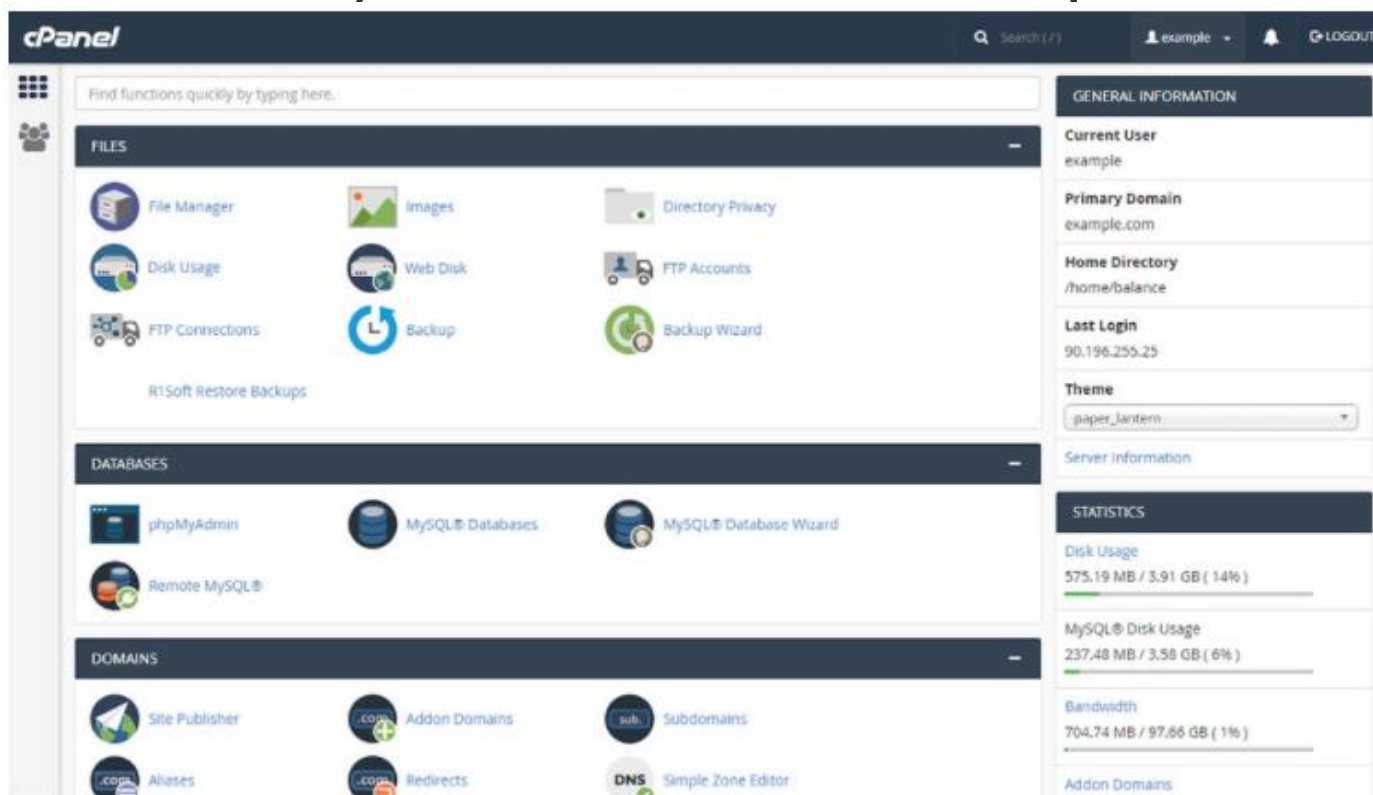 cPanel
Search ( / )
example
LOGOUT
Find functions quickly by typing here.
FILES
File Manager
Images
Directory Privacy
Disk Usage
Web Disk
FTP Accounts
FTP Connections
Backup
Backup Wizard
R1Soft Restore Backups
DATABASES
phpMyAdmin
MySQL® Databases
MySQL® Database Wizard
Remote MySQL®
DOMAINS
Site Publisher
.com
Addon Domains
sub.
Subdomains
.com
Aliases
.com
Redirects
DNS
Simple Zone Editor
GENERAL INFORMATION
Current User
example
Primary Domain
example.com
Home Directory
/home/balance
Last Login
90.196.255.25
Theme
paper_lantern
Server Information
STATISTICS
Disk Usage
575.19 MB / 3.91 GB ( 14% )
MySQL® Disk Usage
237.48 MB / 3.58 GB ( 6% )
Bandwidth
704.74 MB / 97.66 GB ( 1% )
Addon Domains